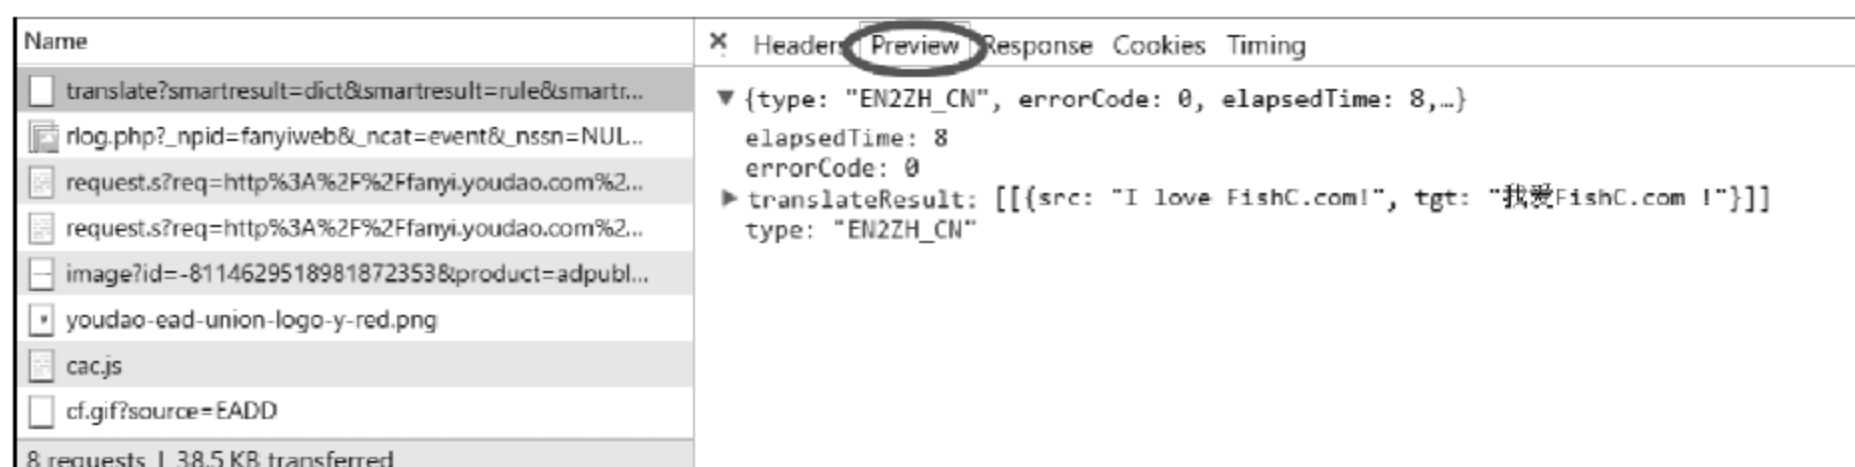 Name
translate?smartresult=dict&smartresult=rule&smartr...
rlog.php?_npid=fanyiweb&_ncat=event&_nssn=NUL...
request.s?req=http%3A%2F%2Ffanyi.youdao.com%2...
request.s?req=http%3A%2F%2Ffanyi.youdao.com%2...
image?id=-8114629518981872353&product=adpubl...
youdao-ead-union-logo-y-red.png
cac.js
cf.gif?source=EADD
8 requests | 38.5 KB transferred
× Headers Preview Response Cookies Timing
▼ {type: "EN2ZH_CN", errorCode: 0, elapsedTime: 8,…}
elapsedTime: 8
errorCode: 0
▶ translateResult: [[{src: "I love FishC.com!", tgt: "我爱FishC.com !"}]]
type: "EN2ZH_CN"